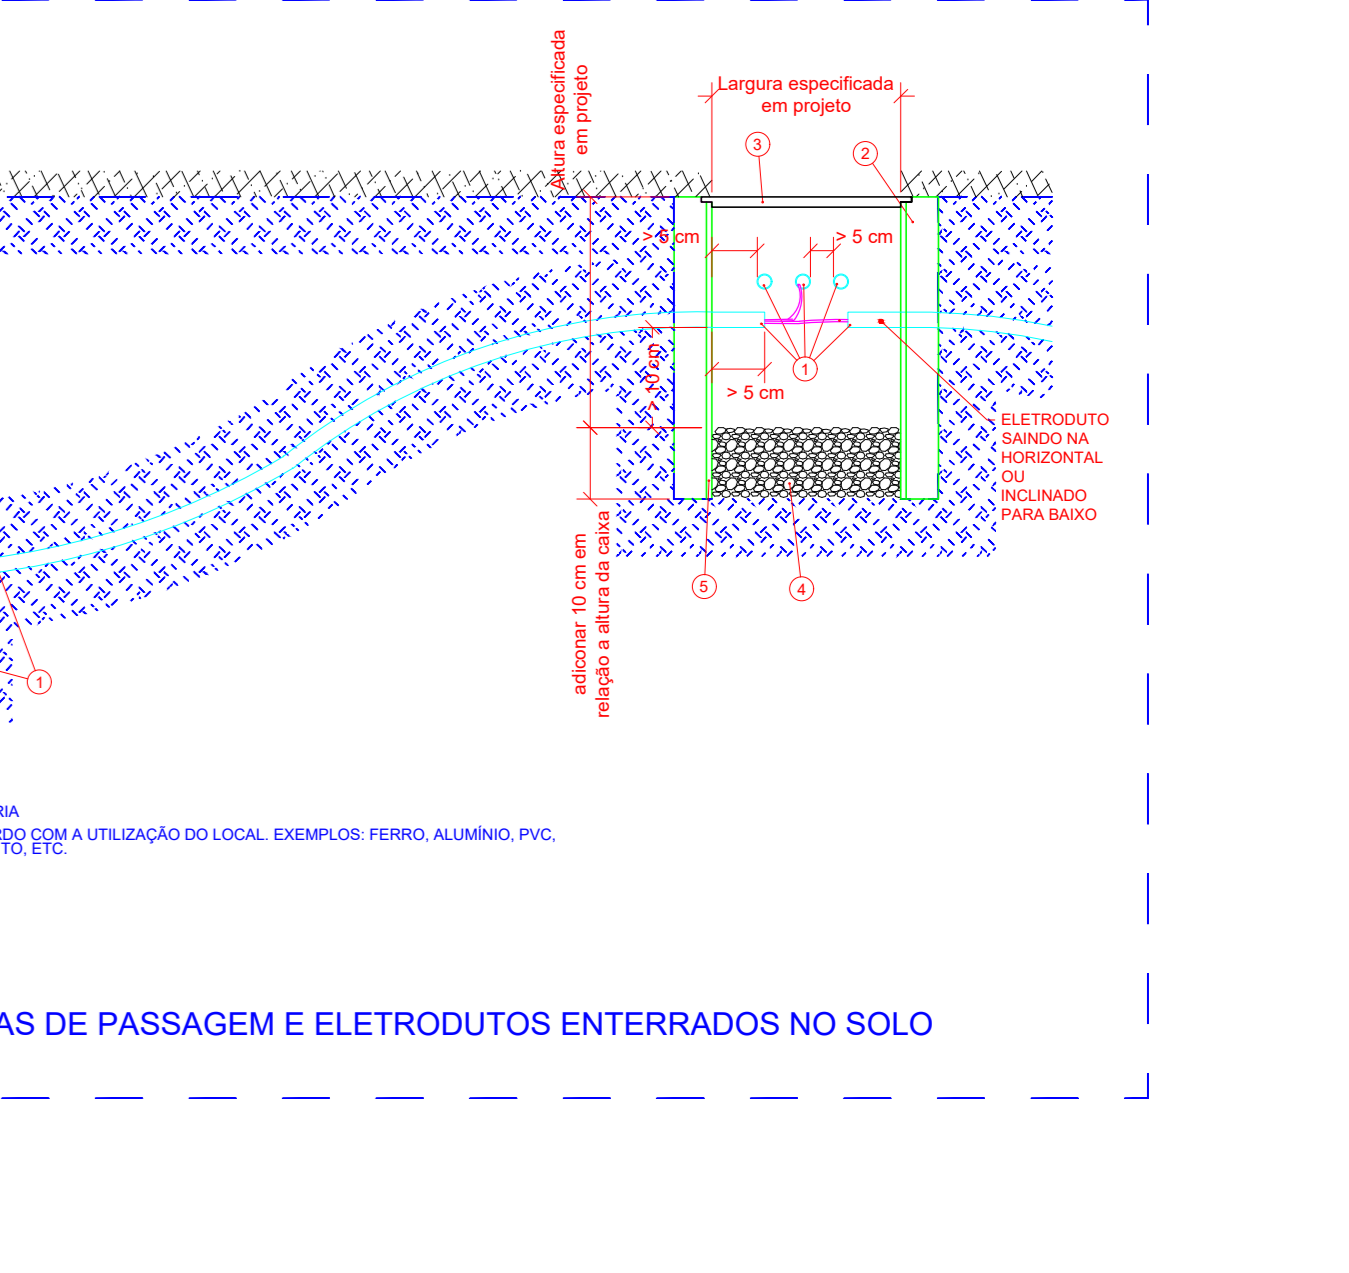 Altura especificada
em projeto
Largura especificada
em projeto
3
2
> 5 cm
> 5 cm
1
> 10 cm
> 5 cm
ELETRODUTO
SAINDO NA
HORIZONTAL
OU
INCLINADO
PARA BAIXO
adiconar 10 cm em
relação a altura da caixa
5
4
1
RIA
RDO COM A UTILIZAÇÃO DO LOCAL. EXEMPLOS: FERRO, ALUMÍNIO, PVC,
TO, ETC.
AS DE PASSAGEM E ELETRODUTOS ENTERRADOS NO SOLO